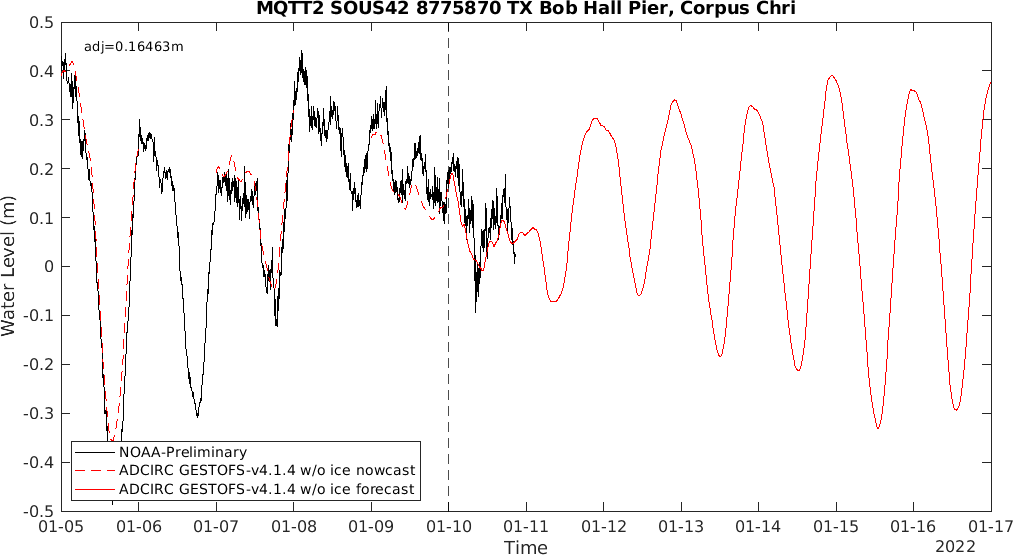 MQTT2 SOUS42 8775870 TX Bob Hall Pier, Corpus Chri
adj=0.16463m
0.5
0.4
0.3
0.2
0.1
0
-0.1
-0.2
-0.3
-0.4
-0.5
Water Level (m)
NOAA-Preliminary
ADCIRC GESTOFS-v4.1.4 w/o ice nowcast
ADCIRC GESTOFS-v4.1.4 w/o ice forecast
01-05 01-06 01-07 01-08 01-09 01-10 01-11 01-12 01-13 01-14 01-15 01-16 01-17
Time
2022